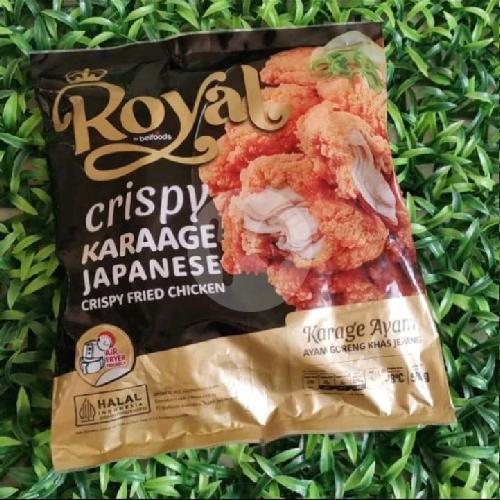 Royal
by belfoods
crispy
KARAAGE
JAPANESE
CRISPY FRIED CHICKEN
Karage Ayam
AYAM GORENG KHAS JEPANG
AIR
FRYER
FRIENDLY
HALAL
INDONESIA